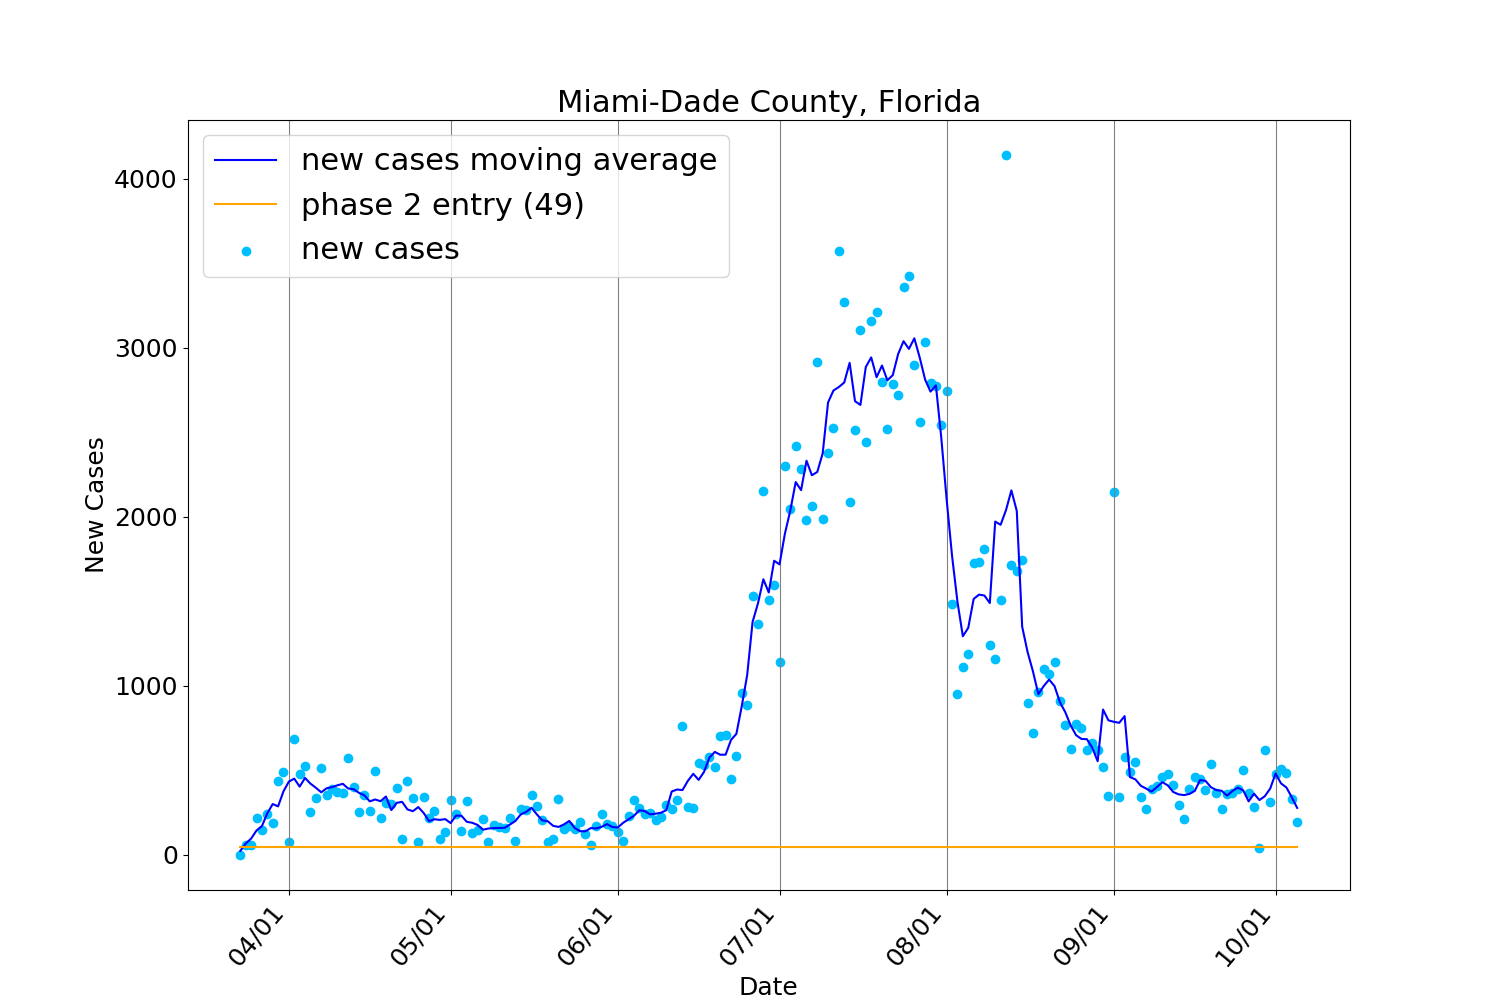 Miami-Dade County, Florida
new cases moving average
phase 2 entry (49)
new cases
4000
3000
2000
1000
0
New Cases
04/01
05/01
06/01
07/01
08/01
09/01
10/01
Date